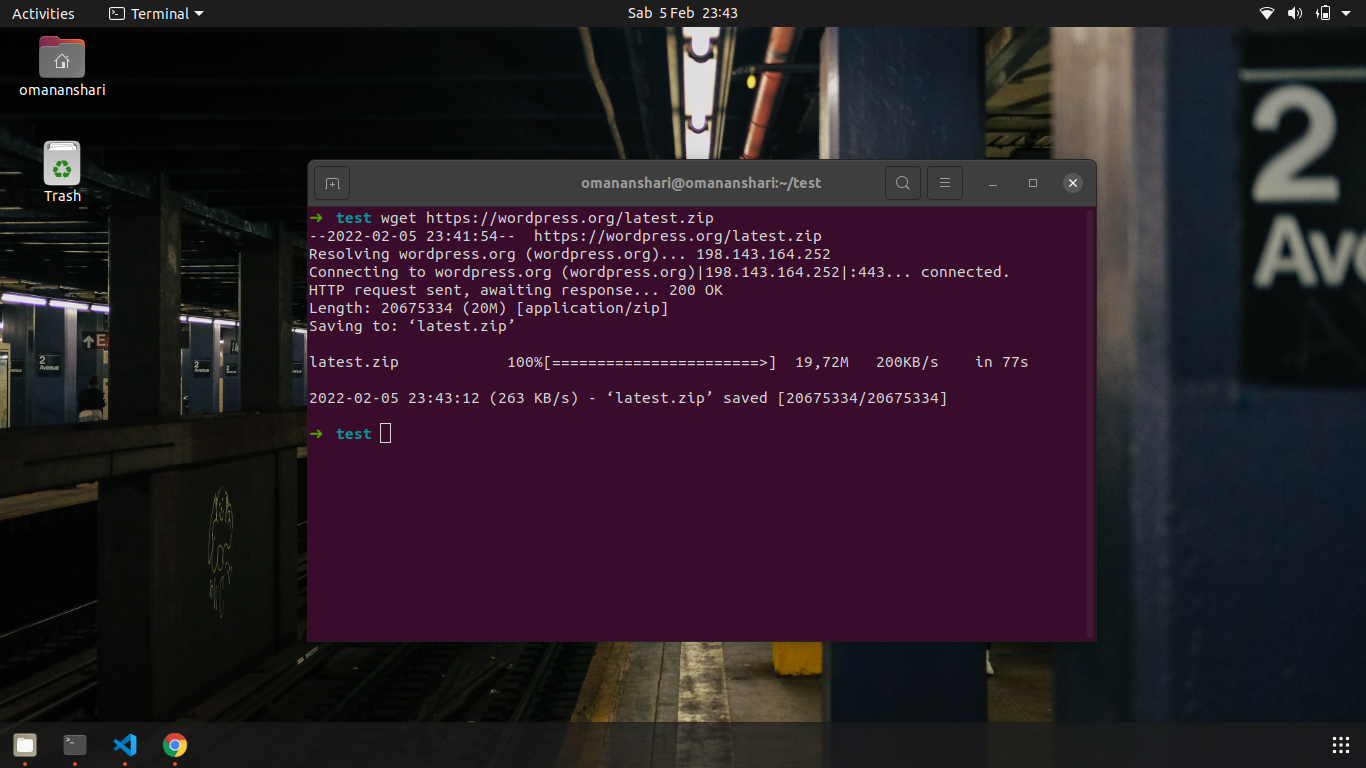 Activities
Terminal
Sab 5 Feb 23:43
omananshari
Trash
omananshari@omananshari:~/test
➜ test wget https://wordpress.org/latest.zip
--2022-02-05 23:41:54-- https://wordpress.org/latest.zip
Resolving wordpress.org (wordpress.org)... 198.143.164.252
Connecting to wordpress.org (wordpress.org)|198.143.164.252|:443... connected.
HTTP request sent, awaiting response... 200 OK
Length: 20675334 (20M) [application/zip]
Saving to: ‘latest.zip’
latest.zip 100%[=======================>] 19,72M 200KB/s in 77s
2022-02-05 23:43:12 (263 KB/s) - ‘latest.zip’ saved [20675334/20675334]
➜ test
2
Ave
2
2